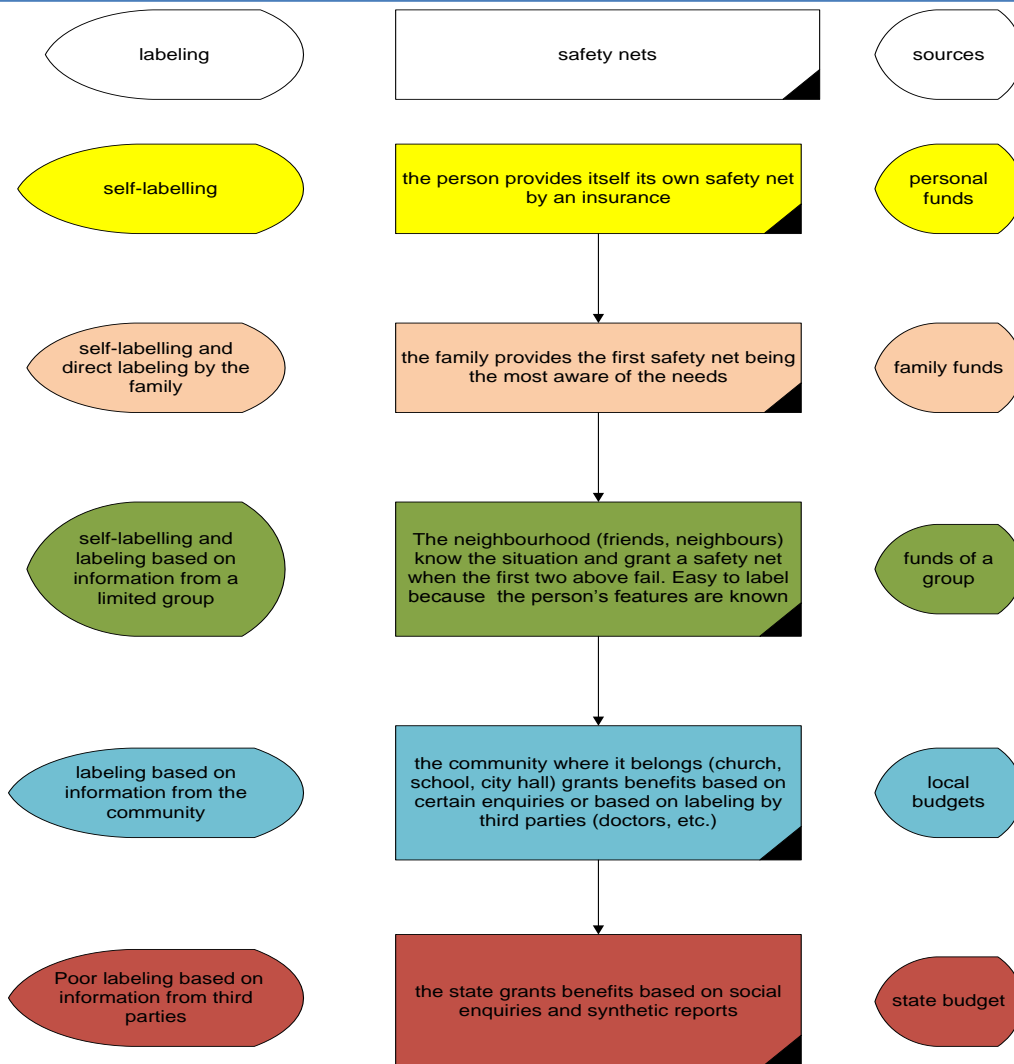 labeling
safety nets
sources
self-labelling
the person provides itself its own safety net
by an insurance
personal
funds
self-labelling and
direct labeling by the
family
the family provides the first safety net being
the most aware of the needs
family funds
self-labelling and
labeling based on
information from a
limited group
The neighbourhood (friends, neighbours)
know the situation and grant a safety net
when the first two above fail. Easy to label
because the person's features are known
funds of a
group
labeling based on
information from the
community
the community where it belongs (church,
school, city hall) grants benefits based on
certain enquiries or based on labeling by
third parties (doctors, etc.)
local
budgets
Poor labeling based on
information from third
parties
the state grants benefits based on social
enquiries and synthetic reports
state budget